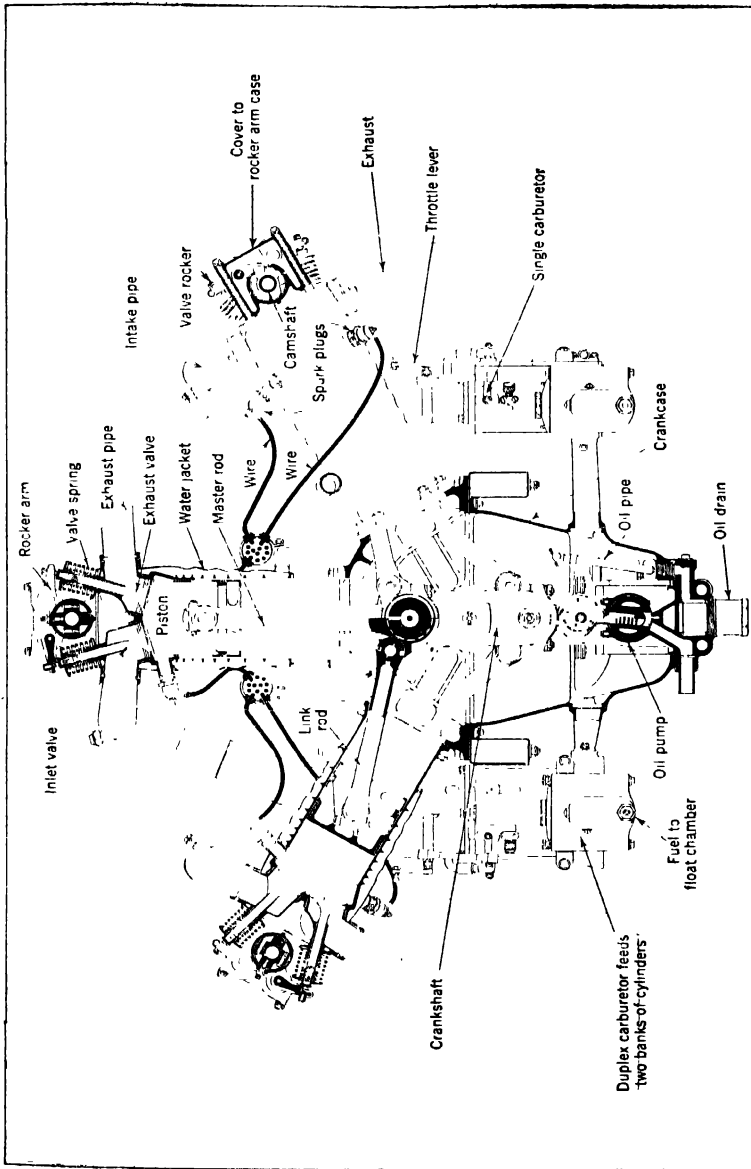 Cover to
rocker arm case
Exhaust
Throttle lever
Single carburetor
Valve rocker
Intake pipe
Camshaft
Spark plugs
Crankcase
Rocker arm
Valve spring
Exhaust pipe
Exhaust valve
Water jacket
Master rod
Wire
Wire
Piston
Oil pipe
Oil drain
Inlet valve
Link
rod
Oil pump
Fuel to
float chamber
Crankshaft
Duplex carburetor feeds
two banks of cylinders